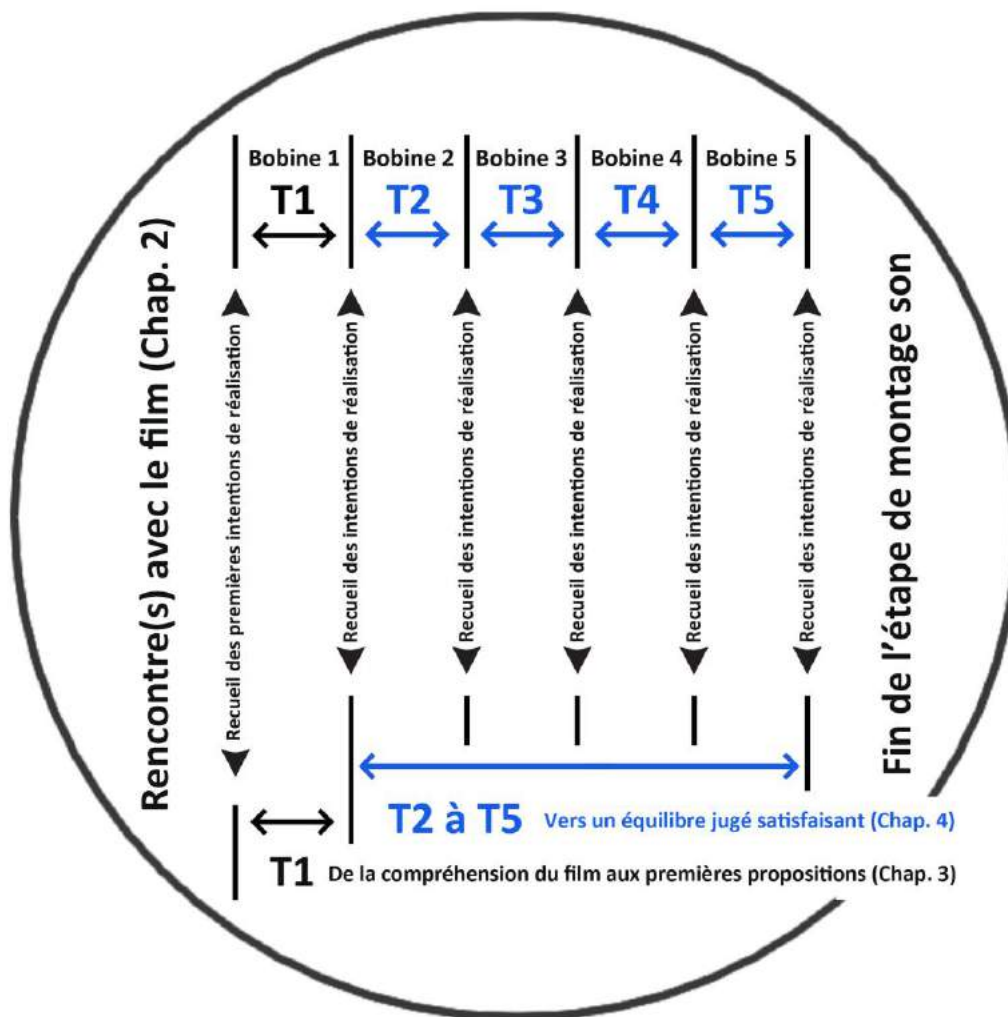 Bobine 1
Bobine 2
Bobine 3
Bobine 4
Bobine 5
T1
T2
T3
T4
T5
Rencontre(s) avec le film (Chap. 2)
Recueil des premières intentions de réalisation
Recueil des intentions de réalisation
Recueil des intentions de réalisation
Recueil des intentions de réalisation
Recueil des intentions de réalisation
Recueil des intentions de réalisation
Fin de l'étape de montage son
T2 à T5 Vers un équilibre jugé satisfaisant (Chap. 4)
T1 De la compréhension du film aux premières propositions (Chap. 3)